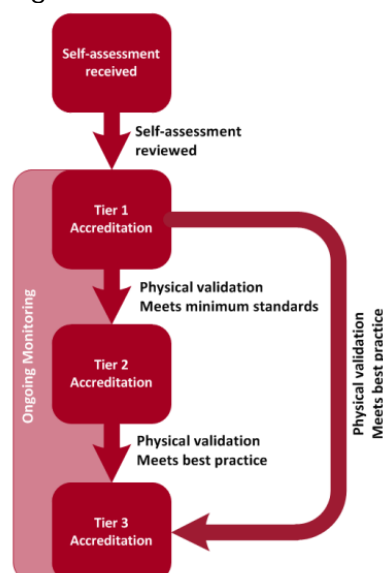 Self-assessment
received
Self-assessment
reviewed
Tier 1
Accreditation
Physical validation
Meets minimum standards
Tier 2
Accreditation
Physical validation
Meets best practice
Tier 3
Accreditation
Ongoing Monitoring
Physical validation
Meets best practice